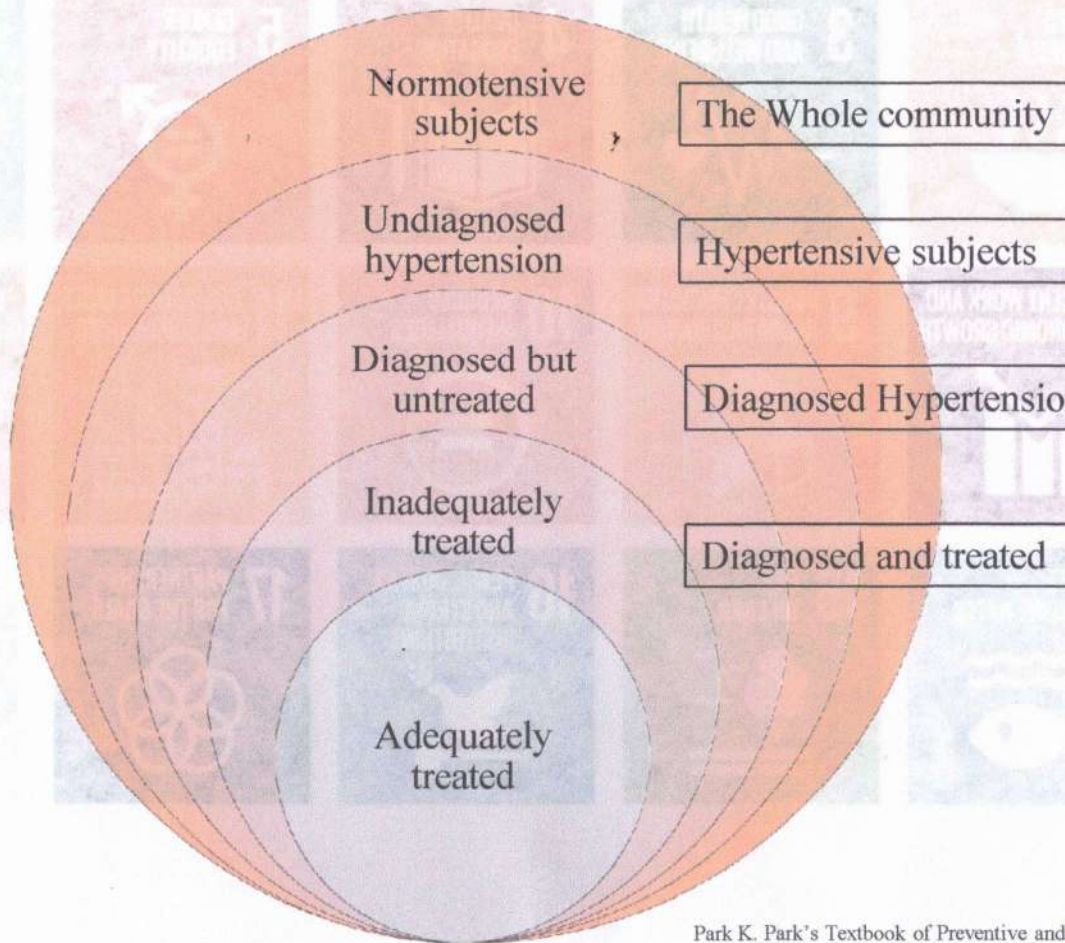 Normotensive
subjects
The Whole community
Undiagnosed
hypertension
Hypertensive subjects
Diagnosed but
untreated
Diagnosed Hypertensio
Inadequately
treated
Diagnosed and treated
Adequately
treated
Park K. Park's Textbook of Preventive and